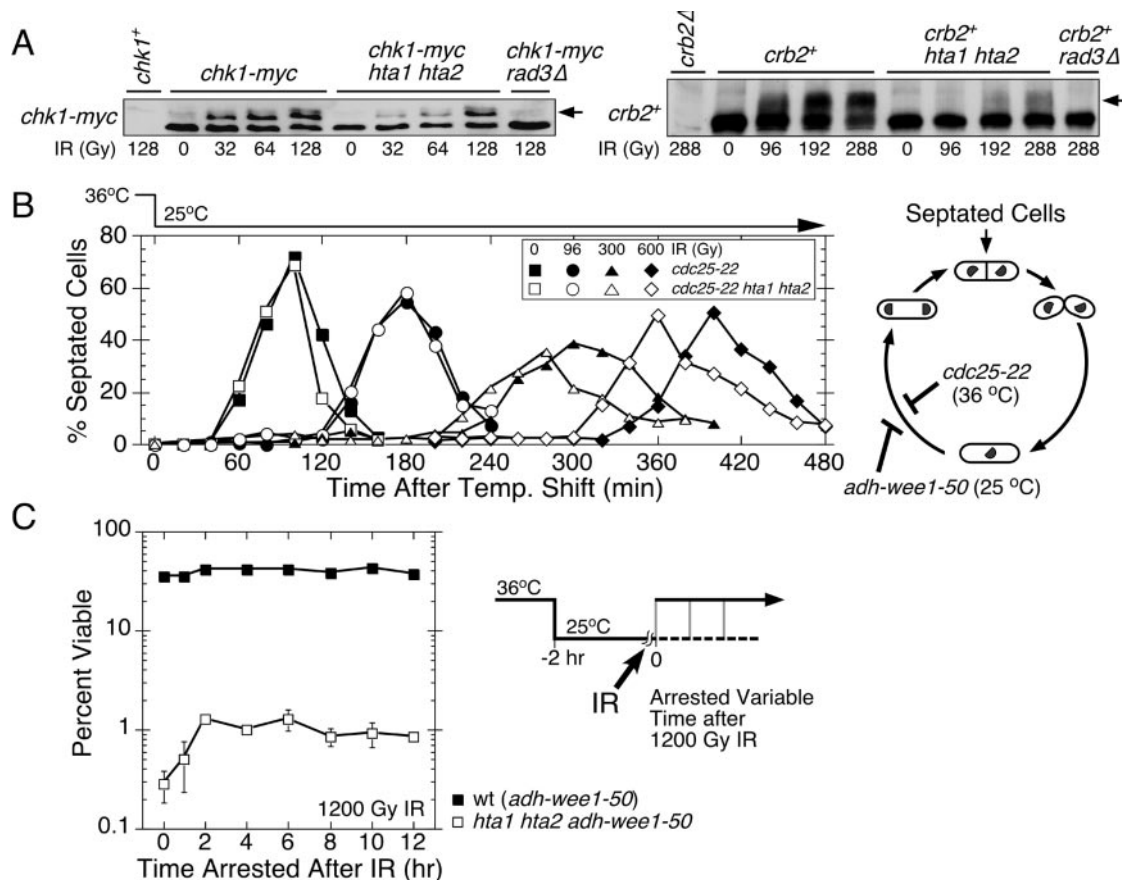 A
chk1+
chk1-myc
chk1-myc
hta1 hta2
chk1-myc
rad3Δ
chk1-myc
IR (Gy)
128 0 32 64 128 0 32 64 128 128
crb2Δ
crb2+
crb2+
hta1 hta2
crb2+
rad3Δ
crb2+
IR (Gy)
288 0 96 192 288 0 96 192 288 288
B
36°C
25°C
% Septated Cells
80
60
40
20
0
0 60 120 180 240 300 360 420 480
Time After Temp. Shift (min)
0 96 300 600 IR (Gy)
cdc25-22
cdc25-22 hta1 hta2
Septated Cells
cdc25-22
(36 °C)
adh-wee1-50 (25 °C)
C
Percent Viable
100
10
1
0.1
1200 Gy IR
0 2 4 6 8 10 12
Time Arrested After IR (hr)
wt (adh-wee1-50)
hta1 hta2 adh-wee1-50
36°C
25°C
-2 hr
0
IR
Arrested Variable
Time after
1200 Gy IR